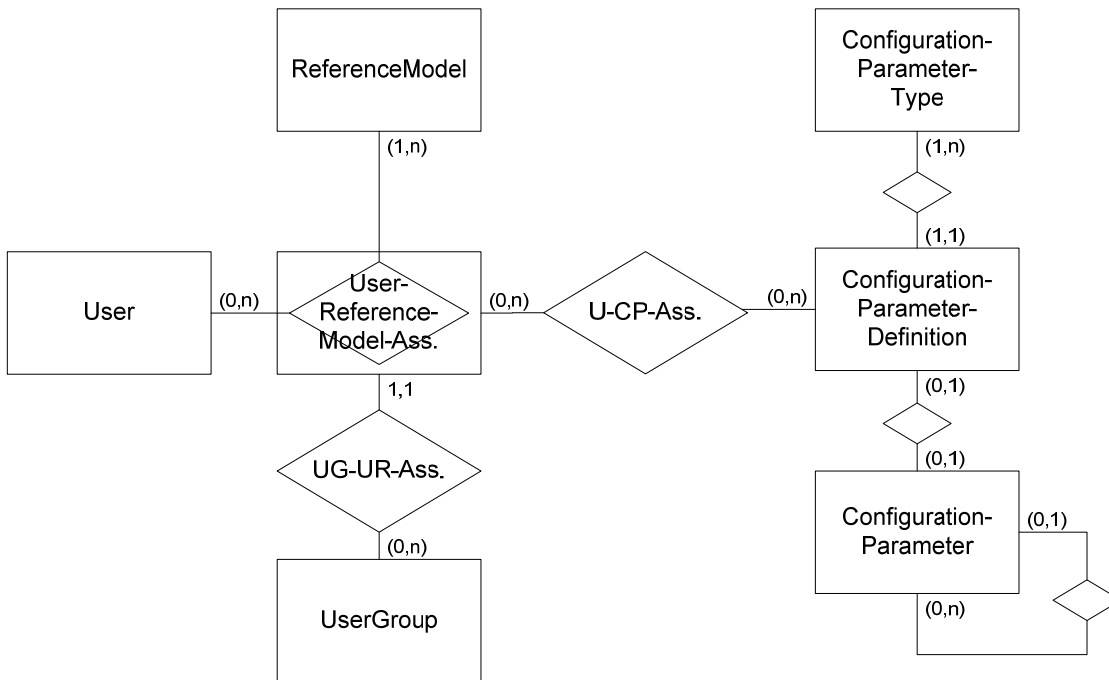 ReferenceModel
Configuration-
Parameter-
Type
(1,n)
(1,n)
(1,1)
User
(0,n)
User-
Reference-
Model-Ass.
(0,n)
U-CP-Ass.
(0,n)
Configuration-
Parameter-
Definition
1,1
(0,1)
UG-UR-Ass.
(0,1)
(0,n)
Configuration-
Parameter
(0,1)
(0,n)
UserGroup